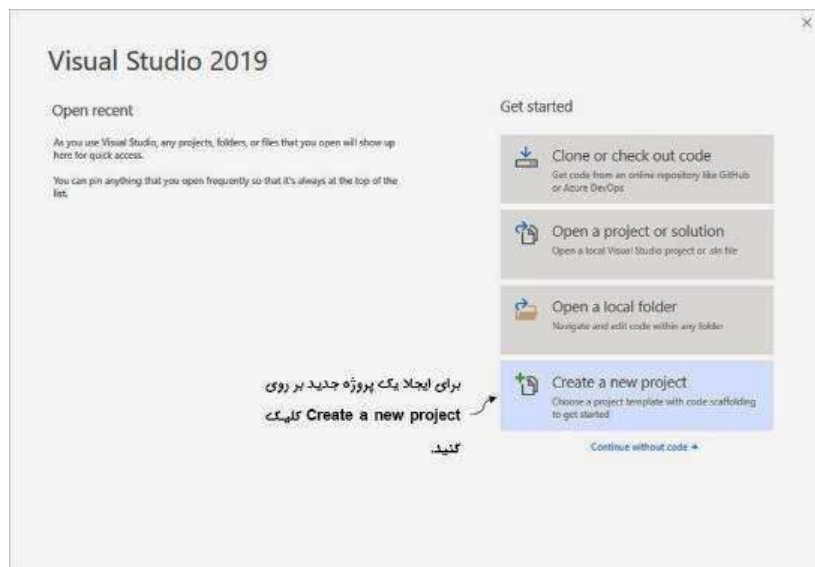 Visual Studio 2019
Open recent
As you use Visual Studio, any projects, folders, or files that you open will show up
here for quick access.
You can pin anything that you open frequently so that it's always at the top of the
list.
Get started
Clone or check out code
Get code from an online repository like GitHub
or Azure DevOps
Open a project or solution
Open a local Visual Studio project or .sln file
Open a local folder
Navigate and edit code within any folder
Create a new project
Choose a project template with code scaffolding
to get started
Continue without code →
برای ایجلا یک پروژه جدید بر روی
Create a new project کلیک
کنید.